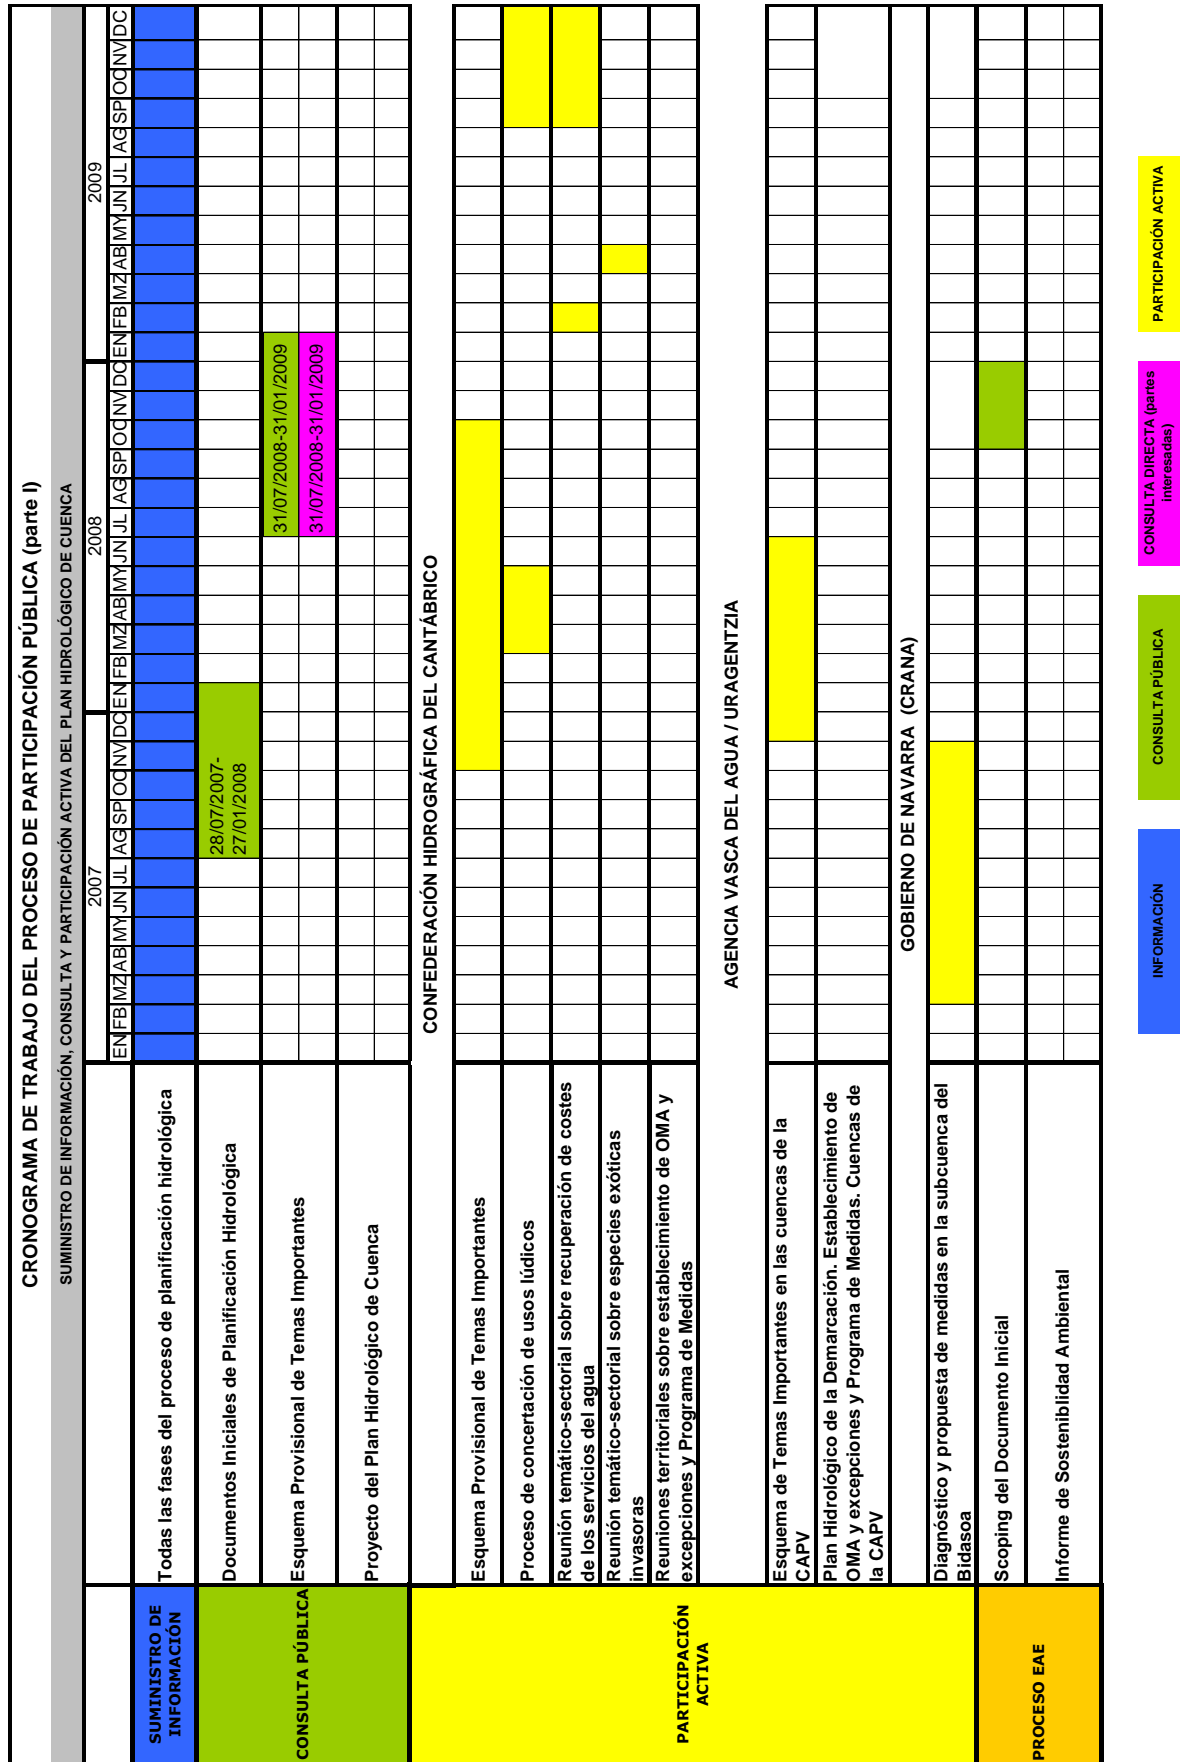 CRONOGRAMA DE TRABAJO DEL PROCESO DE PARTICIPACIÓN PÚBLICA (parte I)
SUMINISTRO DE INFORMACIÓN, CONSULTA Y PARTICIPACIÓN ACTIVA DEL PLAN HIDROLÓGICO DE CUENCA
2007 2008 2009
EN FB MZ AB MY JN JL AG SP OC NV DC EN FB MZ AB MY JN JL AG SP OC NV DC EN FB MZ AB MY JN JL AG SP OC NV DC
SUMINISTRO DE
INFORMACIÓN
Todas las fases del proceso de planificación hidrológica
CONSULTA PÚBLICA
Documentos Iniciales de Planificación Hidrológica
28/07/2007-
27/01/2008
Esquema Provisional de Temas Importantes
31/07/2008-31/01/2009
31/07/2008-31/01/2009
Proyecto del Plan Hidrológico de Cuenca
CONFEDERACIÓN HIDROGRÁFICA DEL CANTÁBRICO
PARTICIPACIÓN
ACTIVA
Esquema Provisional de Temas Importantes
Proceso de concertación de usos lúdicos
Reunión temático-sectorial sobre recuperación de costes
de los servicios del agua
Reunión temático-sectorial sobre especies exóticas
invasoras
Reuniones territoriales sobre establecimiento de OMA y
excepciones y Programa de Medidas
AGENCIA VASCA DEL AGUA / URAGENTZIA
Esquema de Temas Importantes en las cuencas de la
CAPV
Plan Hidrológico de la Demarcación. Establecimiento de
OMA y excepciones y Programa de Medidas. Cuencas de
la CAPV
GOBIERNO DE NAVARA (CRANA)
Diagnóstico y propuesta de medidas en la subcuenca del
Bidasoa
PROCESO EAE
Scoping del Documento Inicial
Informe de Sosteniblidad Ambiental
INFORMACIÓN
CONSULTA PÚBLICA
CONSULTA DIRECTA (partes
interesadas)
PARTICIPACIÓN ACTIVA